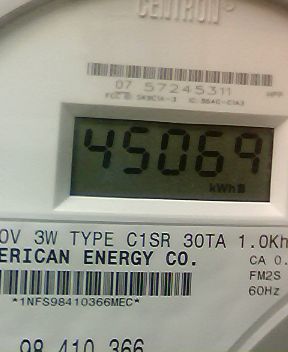 CENTRON
07 57245311
45069
kWh
0V 3W TYPE C1SR 30TA 1.0Kh
ERICAN ENERGY CO.
CA 0.
FM2S
60Hz
*1NFS98410366MEC*
98 410 366